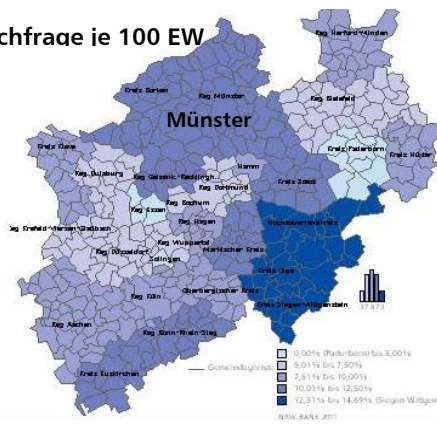 chfrage je 100 EW
Reg Herford-Minden
Kreis Borken
Reg Münster
Reg Bielefeld
Münster
Kreis Kleve
Kreis Paderborn
Kreis Höxter
Reg Duisburg
Reg Gelsenk.-Recklingh.
Hamm
Reg Dortmund
Kreis Soest
Reg Essen
Reg Bochum
Reg Hagen
Hochsauerlandkreis
Reg Krefeld-Viersen-Gladbach
Reg Wuppertal
Reg Düsseldorf
Solingen
Märkischer Kreis
Kreis Olpe
Oberbergischer Kreis
Reg Köln
Kreis Siegen-Wittgenstein
Reg Aachen
Reg Bonn-Rhein-Sieg
Kreis Euskirchen
Gemeindegrenze
0,00% (Paderborn) bis 5,00%
5,01% bis 7,50%
7,51% bis 10,00%
10,01% bis 12,50%
12,51% bis 14,69% (Siegen-Wittgen
NRW.BANK 2011